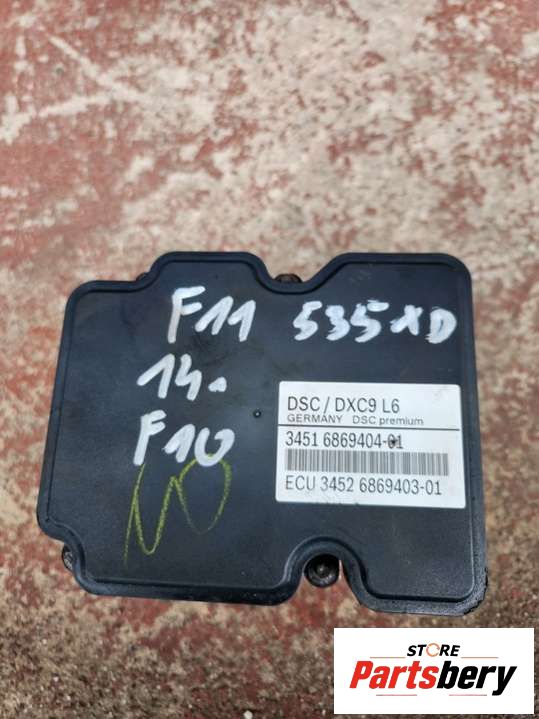 F11 535XD
14.
F10
DSC / DXC9 L6
GERMANY DSC premium
3451 6869404-01
ECU 3452 6869403-01
STORE
Partsbery